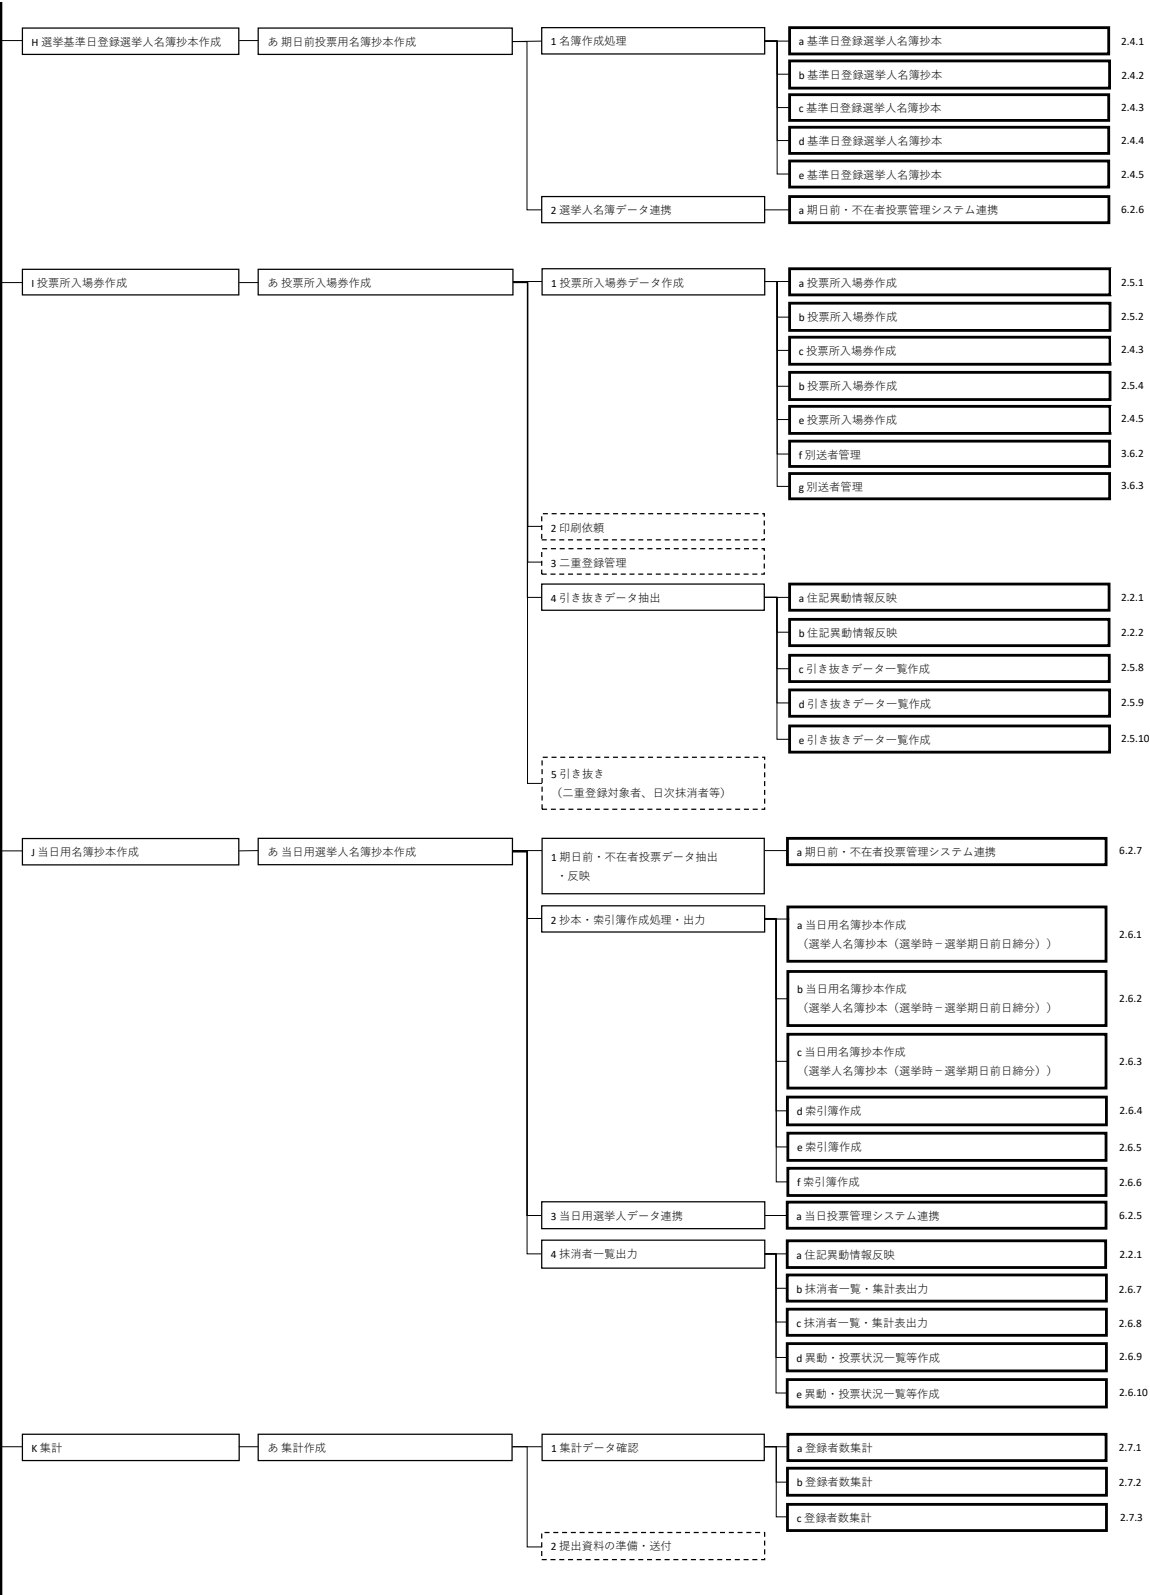 H 選挙基準日登録選挙人名簿抄本作成
あ 期日前投票用名簿抄本作成
1 名簿作成処理
a 基準日登録選挙人名簿抄本
2.4.1
b 基準日登録選挙人名簿抄本
2.4.2
c 基準日登録選挙人名簿抄本
2.4.3
d 基準日登録選挙人名簿抄本
2.4.4
e 基準日登録選挙人名簿抄本
2.4.5
2 選挙人名簿データ連携
a 期日前・不在者投票管理システム連携
6.2.6
I 投票所入場券作成
あ 投票所入場券作成
1 投票所入場券データ作成
a 投票所入場券作成
2.5.1
b 投票所入場券作成
2.5.2
c 投票所入場券作成
2.4.3
b 投票所入場券作成
2.5.4
e 投票所入場券作成
2.4.5
f 別送者管理
3.6.2
g 別送者管理
3.6.3
2 印刷依頼
3 二重登録管理
4 引き抜きデータ抽出
a 住記異動情報反映
2.2.1
b 住記異動情報反映
2.2.2
c 引き抜きデータ一覧作成
2.5.8
d 引き抜きデータ一覧作成
2.5.9
e 引き抜きデータ一覧作成
2.5.10
5 引き抜き
（二重登録対象者、日次抹消者等）
J 当日用名簿抄本作成
あ 当日用選挙人名簿抄本作成
1 期日前・不在者投票データ抽出
・反映
a 期日前・不在者投票管理システム連携
6.2.7
2 抄本・索引簿作成処理・出力
a 当日用名簿抄本作成
（選挙人名簿抄本（選挙時－選挙期日前日締分））
2.6.1
b 当日用名簿抄本作成
（選挙人名簿抄本（選挙時－選挙期日前日締分））
2.6.2
c 当日用名簿抄本作成
（選挙人名簿抄本（選挙時－選挙期日前日締分））
2.6.3
d 索引簿作成
2.6.4
e 索引簿作成
2.6.5
f 索引簿作成
2.6.6
3 当日用選挙人データ連携
a 当日投票管理システム連携
6.2.5
4 抹消者一覧出力
a 住記異動情報反映
2.2.1
b 抹消者一覧・集計表出力
2.6.7
c 抹消者一覧・集計表出力
2.6.8
d 異動・投票状況一覧等作成
2.6.9
e 異動・投票状況一覧等作成
2.6.10
K 集計
あ 集計作成
1 集計データ確認
a 登録者数集計
2.7.1
b 登録者数集計
2.7.2
c 登録者数集計
2.7.3
2 提出資料の準備・送付